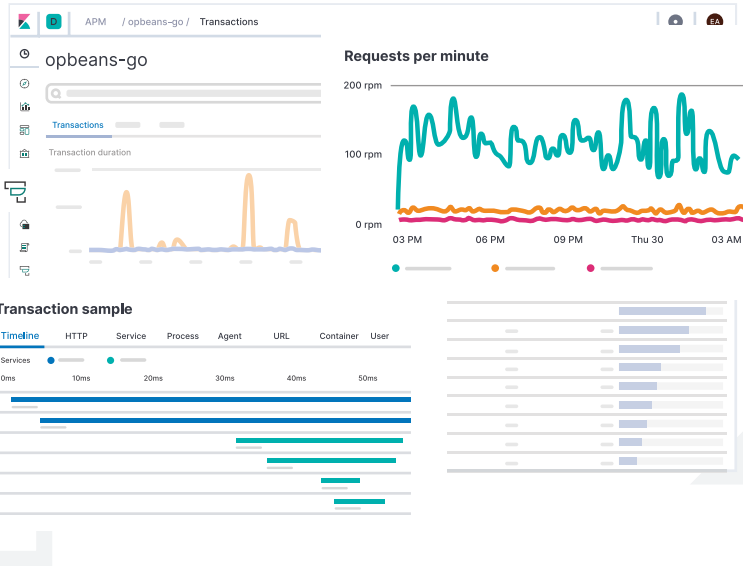 D APM / opbeans-go / Transactions EA
opbeans-go
Transactions
Transaction duration
Requests per minute
200 rpm
100 rpm
0 rpm
03 PM 06 PM 09 PM Thu 30 03 AM
Transaction sample
Timeline HTTP Service Process Agent URL Container User
Services
0ms 10ms 20ms 30ms 40ms 50ms